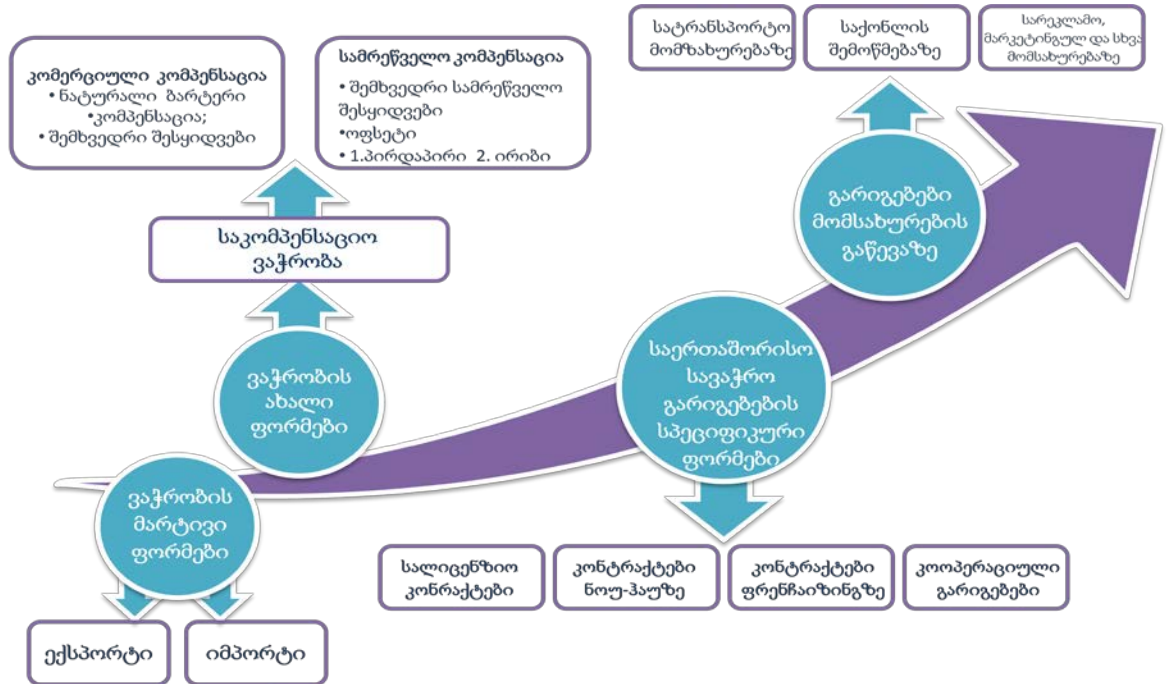 კომერციული კომპენსაცია
• ნატურალი ბარტერი
•კომპენსაცია;
• შემხვედრი შესყიდვები
სამრეწველო კომპენსაცია
• შემხვედრი სამრეწველო
შესყიდვები
•ოფსეტი
• 1.პირდაპირი 2. ირიბი
საკომპენსაციო
ვაჭრობა
ვაჭრობის
ახალი
ფორმები
ვაჭრობის
მარტივი
ფორმები
ექსპორტი
იმპორტი
სატრანსპორტო
მომზახურებაზე
საქონლის
შემოწმებაზე
სარეკლამო,
მარკეტინგულ და სხვა
მომსახურებაზე
გარიგებები
მომსახურების
გაწევაზე
საერთაშორისო
სავაჭრო
გარიგებების
სპეციფიკური
ფორმები
სალიცენზიო
კონრაქტები
კონტრაქტები
ნოუ-ჰაუზე
კონტრაქტები
ფრენჩაიზინგზე
კოოპერაციული
გარიგებები